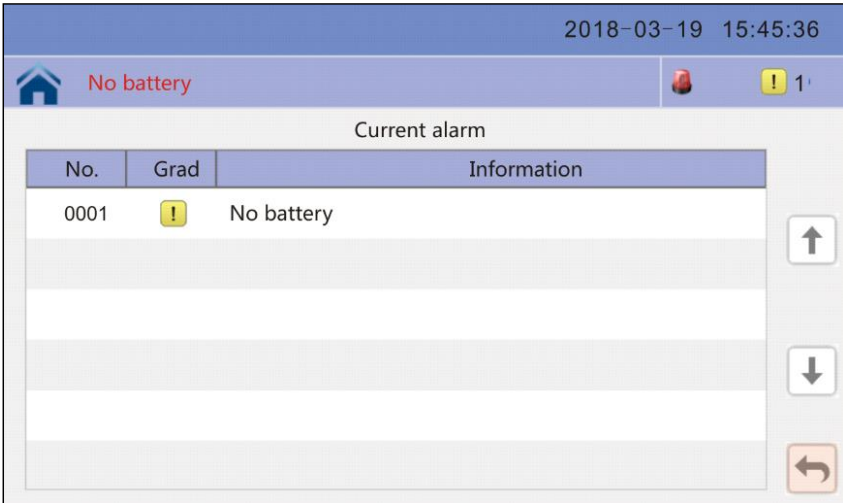 2018-03-19 15:45:36
No battery ! 1
Current alarm
No. Grad Information
0001 ! No battery